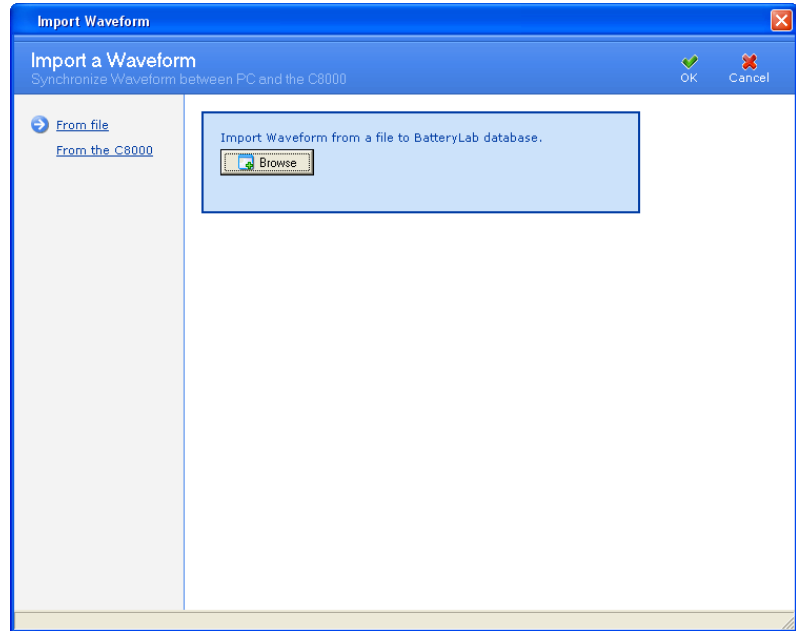 Import Waveform
Import a Waveform
Synchronize Waveform between PC and the C8000
OK
Cancel
From file
From the C8000
Import Waveform from a file to BatteryLab database.
Browse